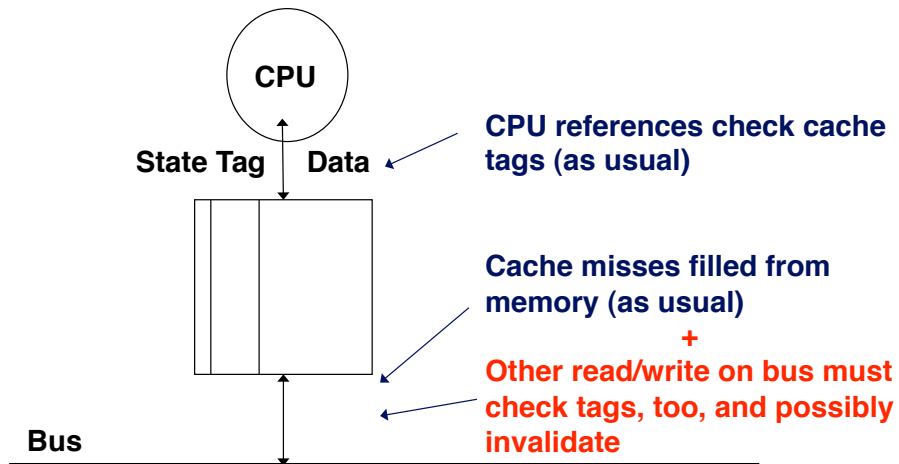 CPU
State Tag Data
CPU references check cache
tags (as usual)
Cache misses filled from
memory (as usual)
+
Other read/write on bus must
check tags, too, and possibly
invalidate
Bus